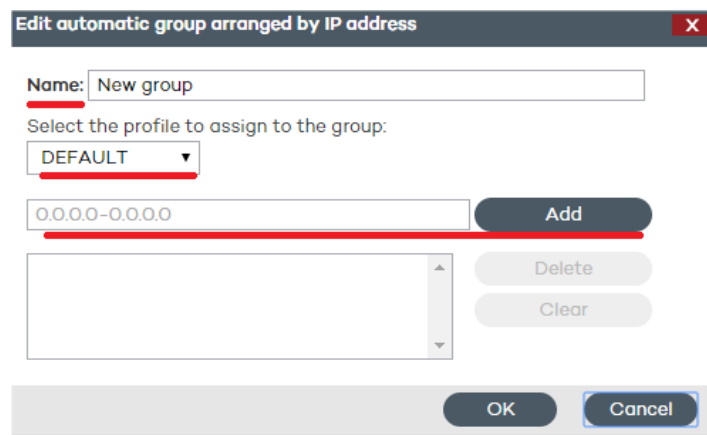 Edit automatic group arranged by IP address X
Name: New group
Select the profile to assign to the group:
DEFAULT
0.0.0.0-0.0.0.0 Add
Delete
Clear
OK Cancel